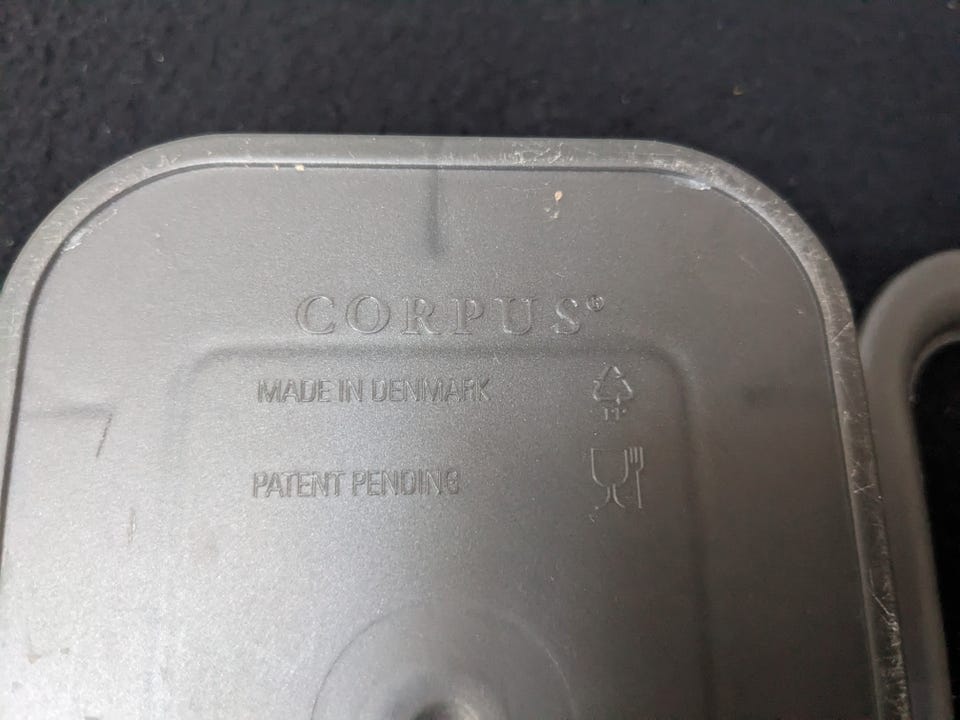 CORPUS®
MADE IN DENMARK
PATENT PENDING